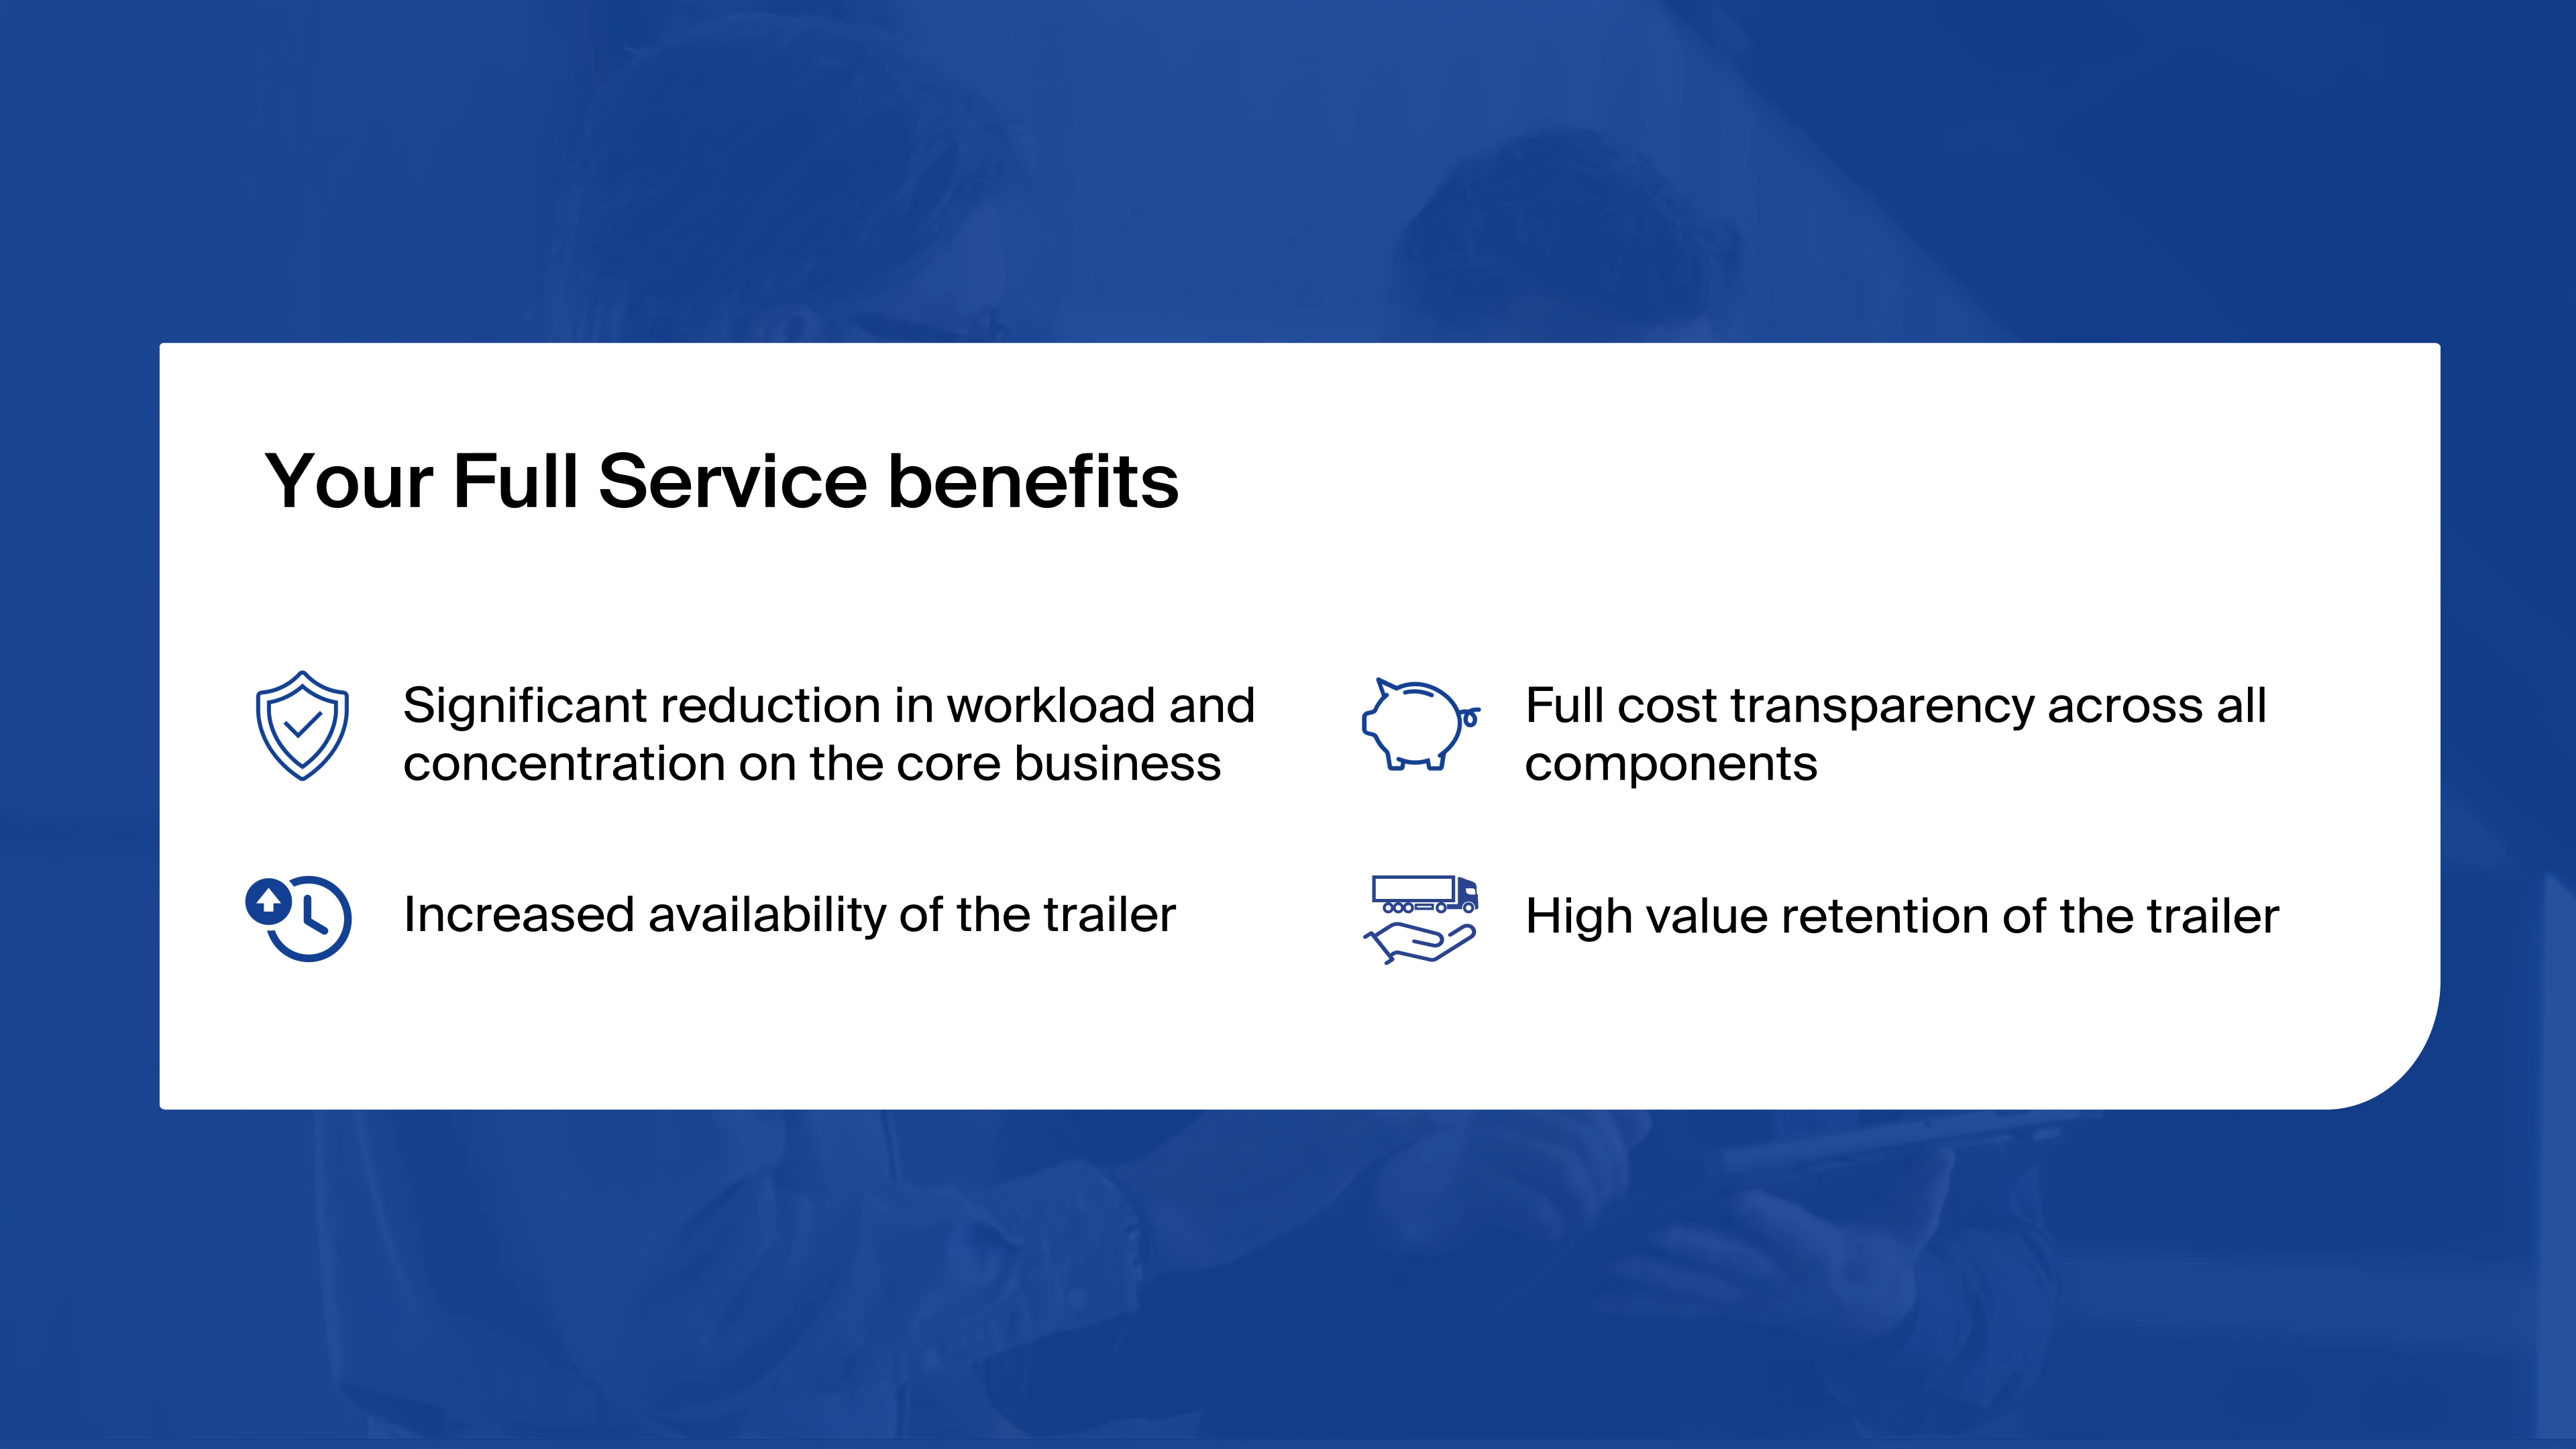 Your Full Service benefits
Significant reduction in workload and
concentration on the core business
Increased availability of the trailer
Full cost transparency across all
components
High value retention of the trailer